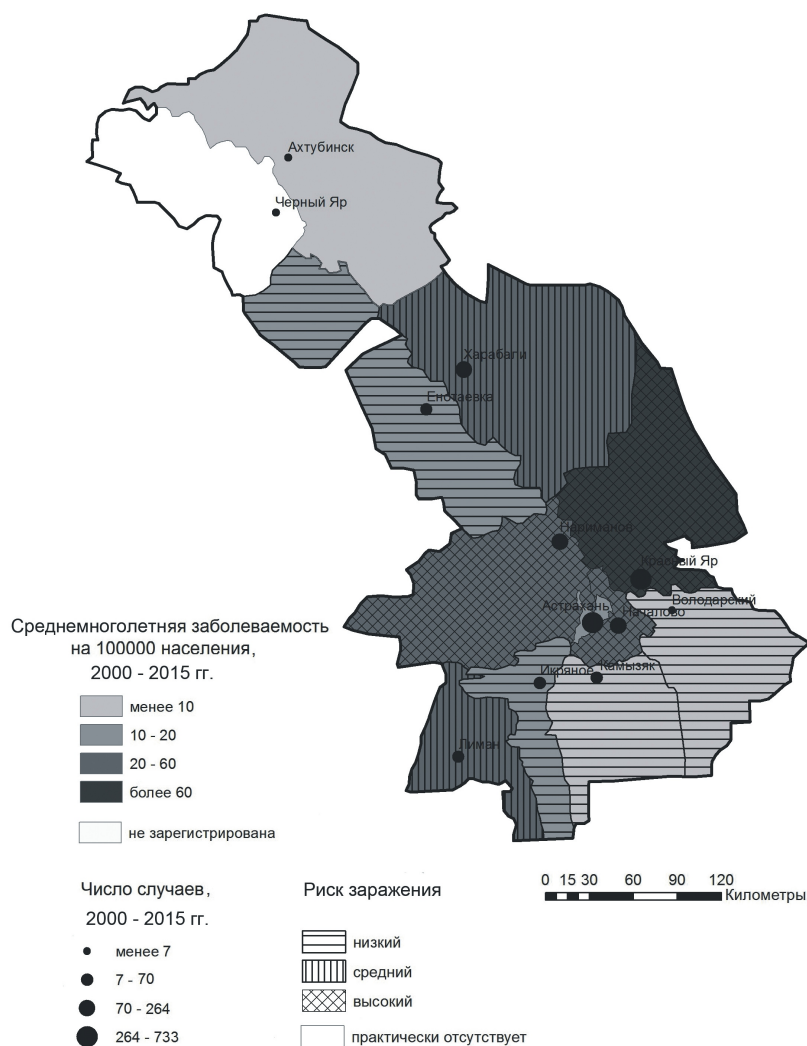 Ахтубинск
Черный Яр
Харабали
Енотаевка
Нариманов
Красный Яр
Володарский
Астрахань
Началово
Икряное
Камызяк
Лиман
Среднемноголетняя заболеваемость
на 100000 населения,
2000 - 2015 гг.
менее 10
10 - 20
20 - 60
более 60
не зарегистрирована
Число случаев,
2000 - 2015 гг.
менее 7
7 - 70
70 - 264
264 - 733
Риск заражения
низкий
средний
высокий
практически отсутствует
0 15 30 60 90 120
Километры